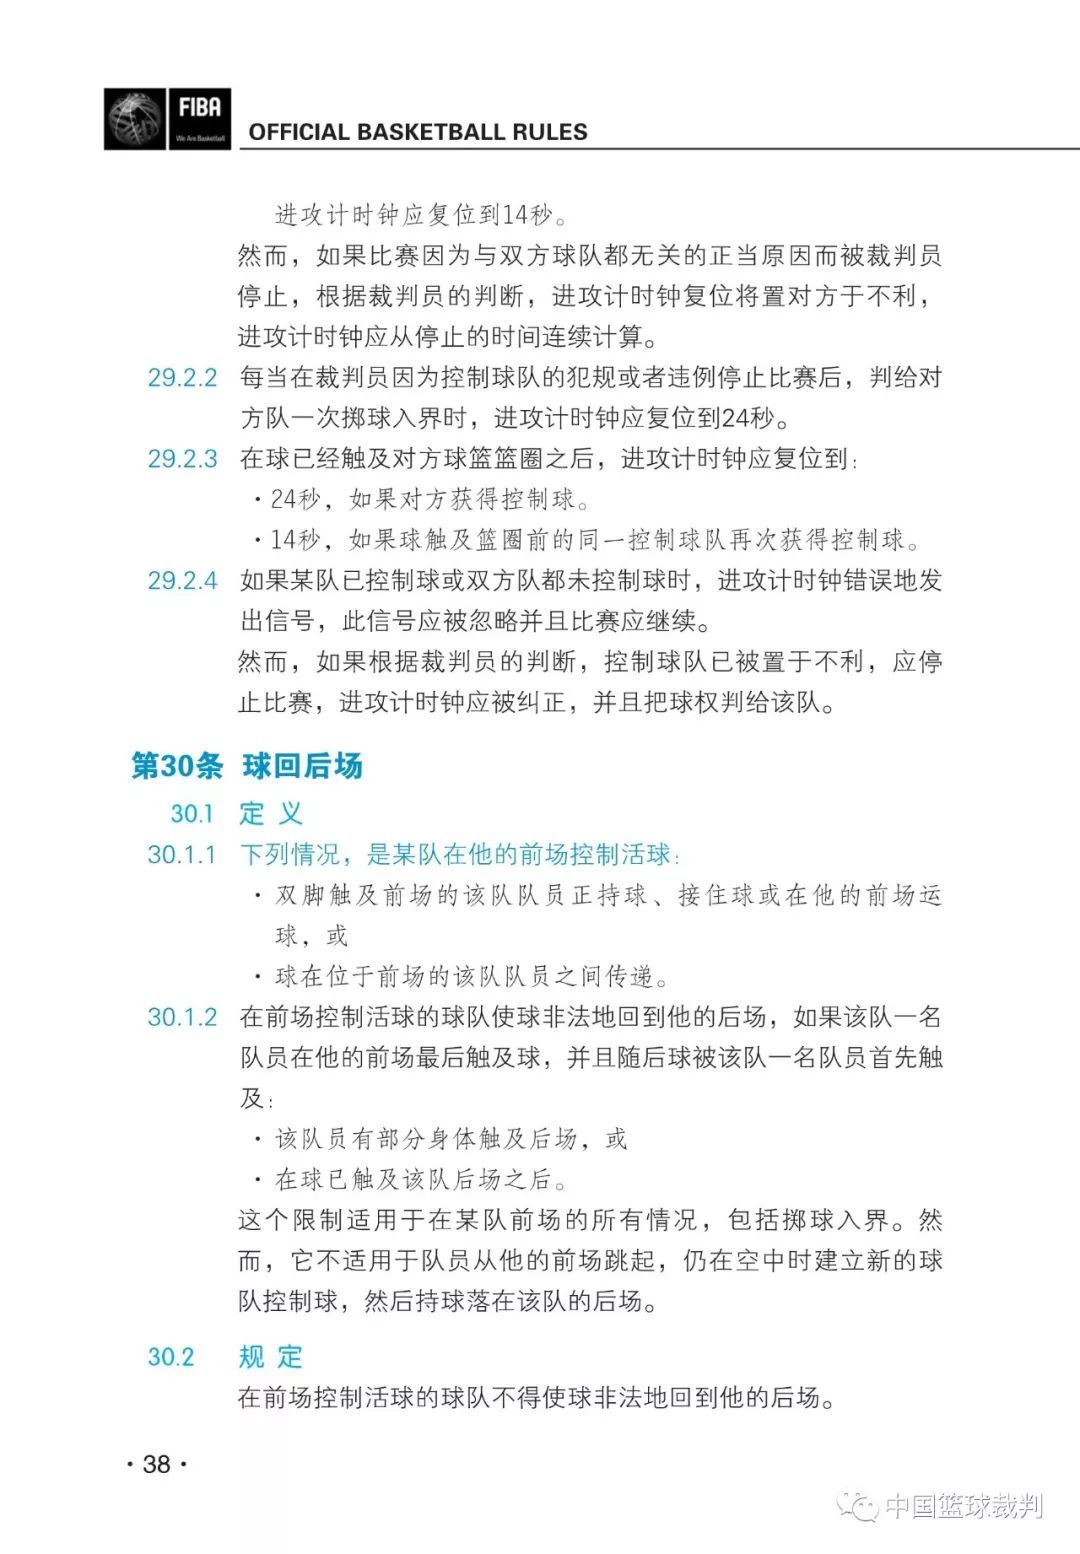 FIBA
We Are Basketball
OFFICIAL BASKETBALL RULES
进攻计时钟应复位到14秒。
然而，如果比赛因为与双方球队都无关的正当原因而被裁判员
停止，根据裁判员的判断，进攻计时钟复位将置对方于不利，
进攻计时钟应从停止的时间连续计算。
29.2.2 每当在裁判员因为控制球队的犯规或者违例停止比赛后，判给对
方队一次掷球入界时，进攻计时钟应复位到24秒。
29.2.3 在球已经触及对方球篮篮圈之后，进攻计时钟应复位到：
·24秒，如果对方获得控制球。
·14秒，如果球触及篮圈前的同一控制球队再次获得控制球。
29.2.4 如果某队已控制球或双方队都未控制球时，进攻计时钟错误地发
出信号，此信号应被忽略并且比赛应继续。
然而，如果根据裁判员的判断，控制球队已被置于不利，应停
止比赛，进攻计时钟应被纠正，并且把球权判给该队。
第30条 球回后场
30.1 定 义
30.1.1 下列情况，是某队在他的前场控制活球：
·双脚触及前场的该队队员正持球、接住球或在他的前场运
球，或
·球在位于前场的该队队员之间传递。
30.1.2 在前场控制活球的球队使球非法地回到他的后场，如果该队一名
队员在他的前场最后触及球，并且随后球被该队一名队员首先触
及：
·该队员有部分身体触及后场，或
·在球已触及该队后场之后。
这个限制适用于在某队前场的所有情况，包括掷球入界。然
而，它不适用于队员从他的前场跳起，仍在空中时建立新的球
队控制球，然后持球落在该队的后场。
30.2 规 定
在前场控制活球的球队不得使球非法地回到他的后场。
·38·
中国篮球裁判